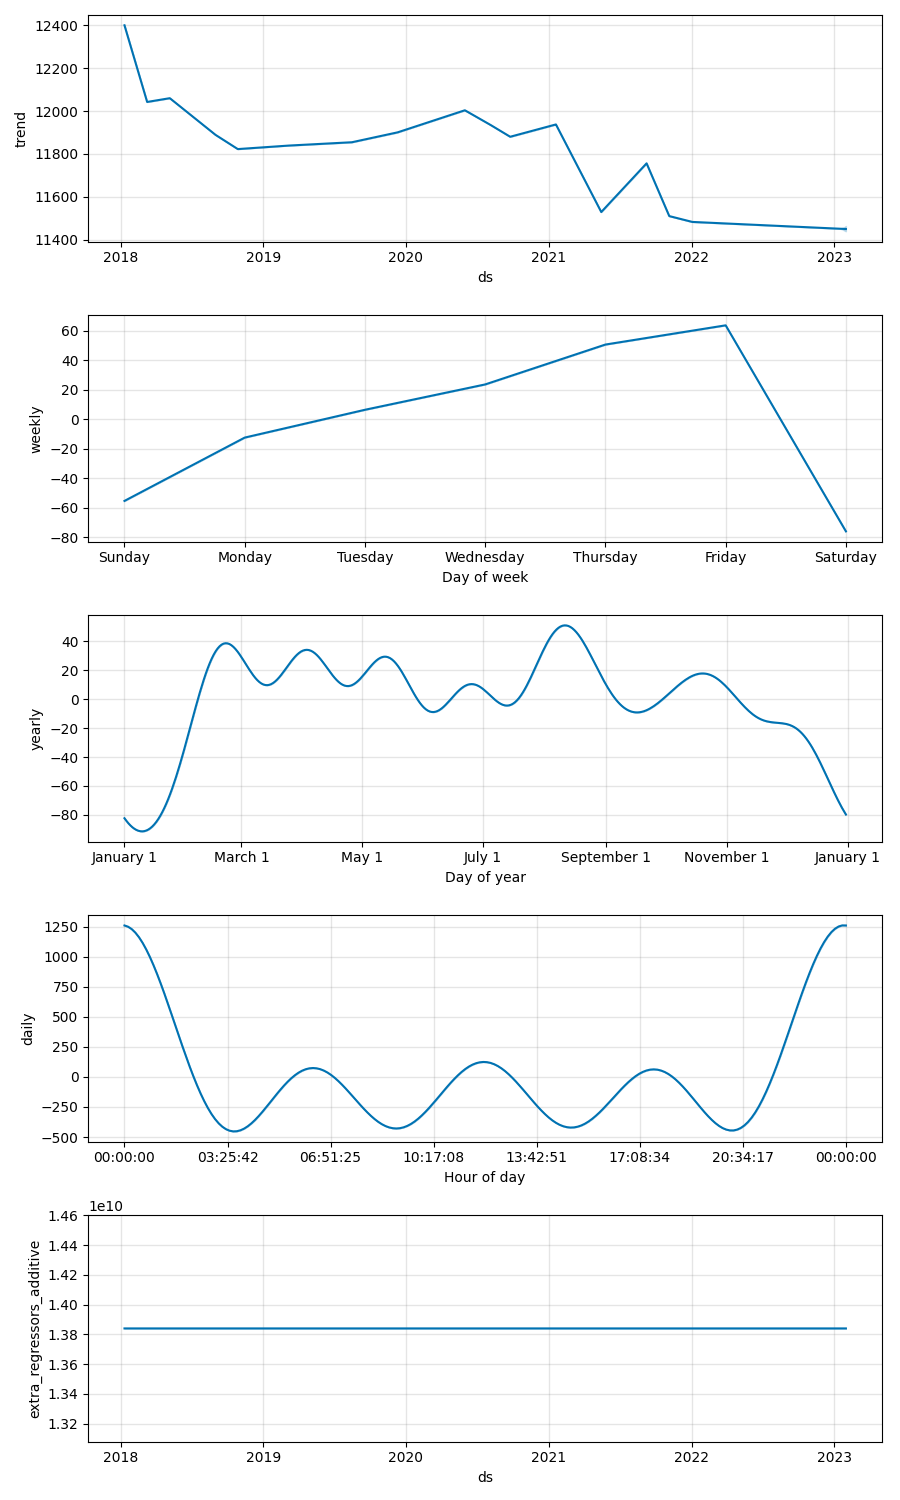 12400
12200
12000
11800
11600
11400
trend
2018 2019 2020 2021 2022 2023
ds
60
40
20
0
−20
−40
−60
−80
weekly
Sunday Monday Tuesday Wednesday Thursday Friday Saturday
Day of week
40
20
0
−20
−40
−60
−80
yearly
January 1 March 1 May 1 July 1 September 1 November 1 January 1
Day of year
1250
1000
750
500
250
0
−250
−500
daily
00:00:00 03:25:42 06:51:25 10:17:08 13:42:51 17:08:34 20:34:17 00:00:00
Hour of day
1e10
1.46
1.44
1.42
1.40
1.38
1.36
1.34
1.32
extra_regressors_additive
2018 2019 2020 2021 2022 2023
ds